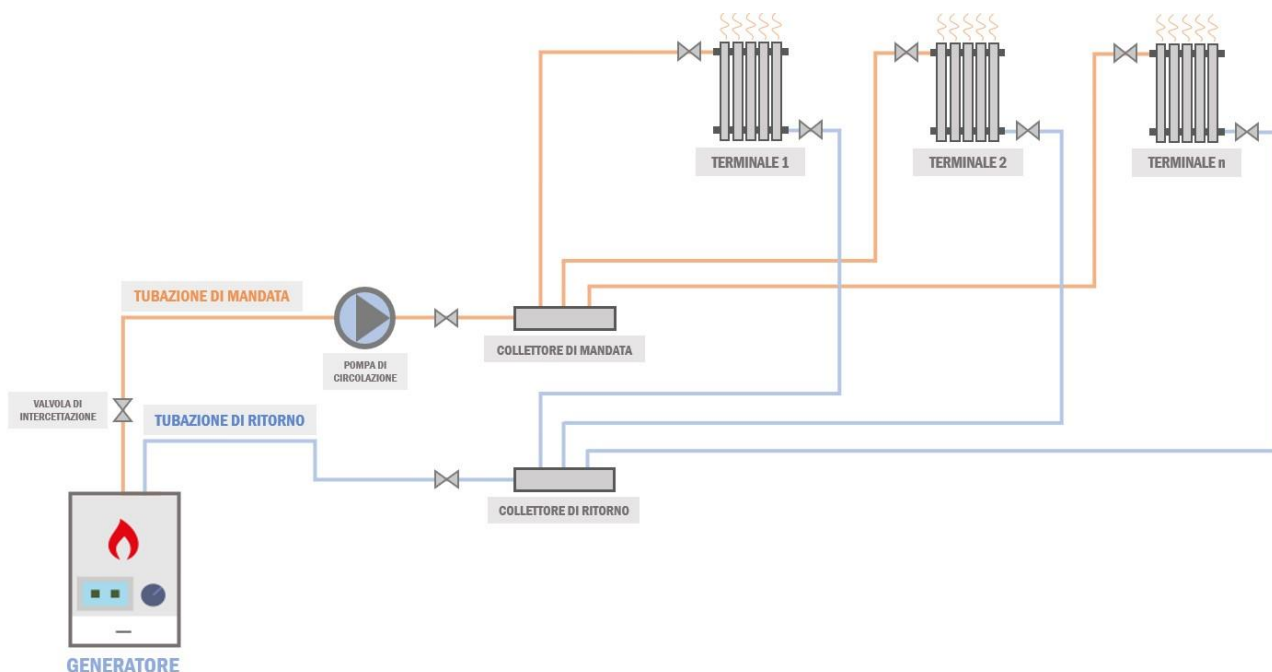 TERMINALE 1
TERMINALE 2
TERMINALE n
TUBAZIONE DI MANDATA
COLLETTORE DI MANDATA
POMPA DI
CIRCOLAZIONE
VALVOLA DI
INTERCETTAZIONE
TUBAZIONE DI RITORNO
COLLETTORE DI RITORNO
GENERATORE